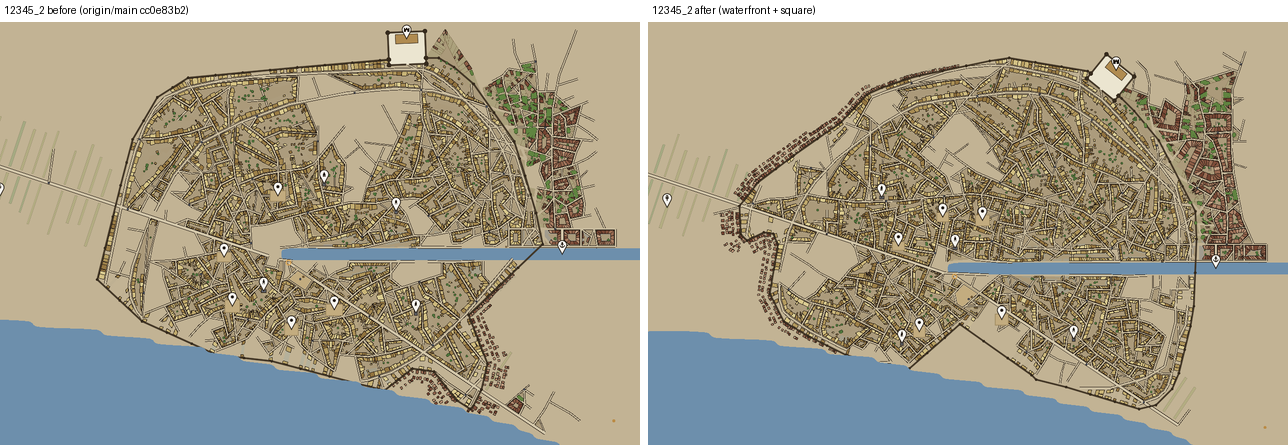 12345_2 before (origin/main cc0e83b2)
12345_2 after (waterfront + square)